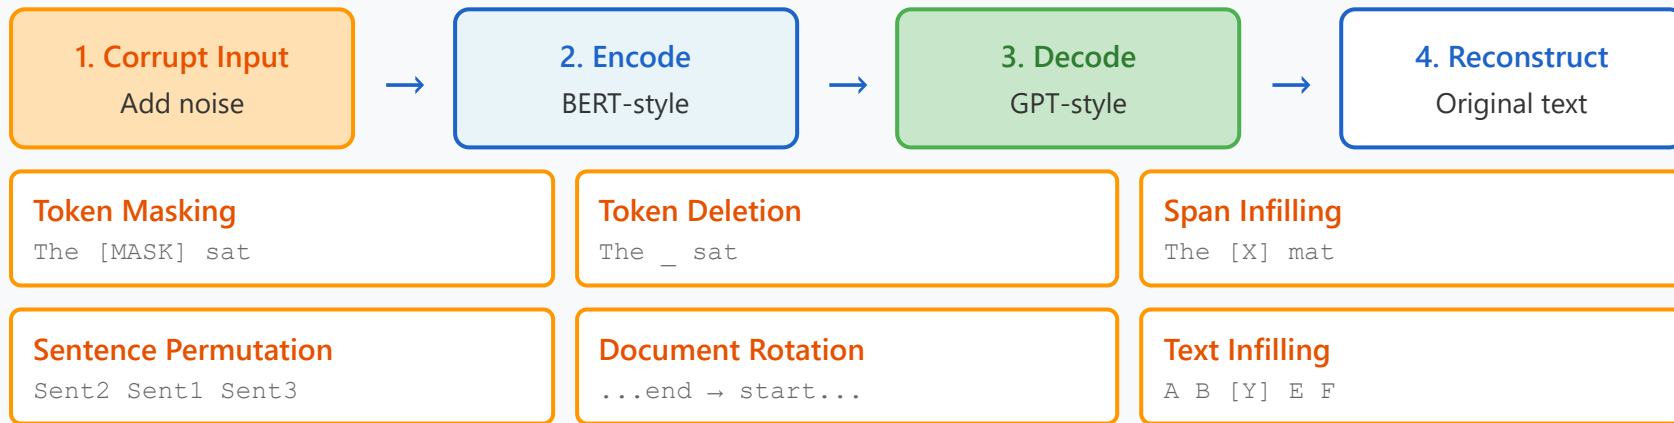 1. Corrupt Input
Add noise
→
2. Encode
BERT-style
→
3. Decode
GPT-style
→
4. Reconstruct
Original text
Token Masking
The [MASK] sat
Token Deletion
The _ sat
Span Infilling
The [X] mat
Sentence Permutation
Sent2 Sent1 Sent3
Document Rotation
...end → start...
Text Infilling
A B [Y] E F